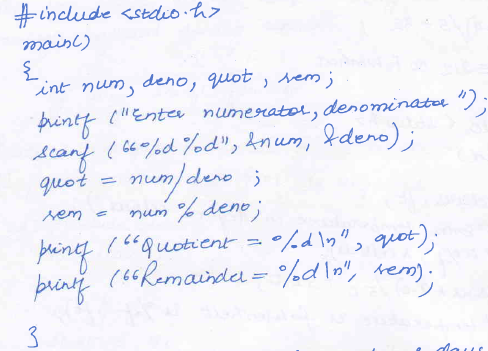 #include <stdio.h>
main()
{
int num, deno, quot, rem;
printf ("Enter numerator, denominator");
scanf ("%d %d", &num, &deno);
quot = num/deno ;
rem = num % deno;
printf ("Quotient = %d\n", quot);
printf ("Remainder = %d\n", rem);
}
days